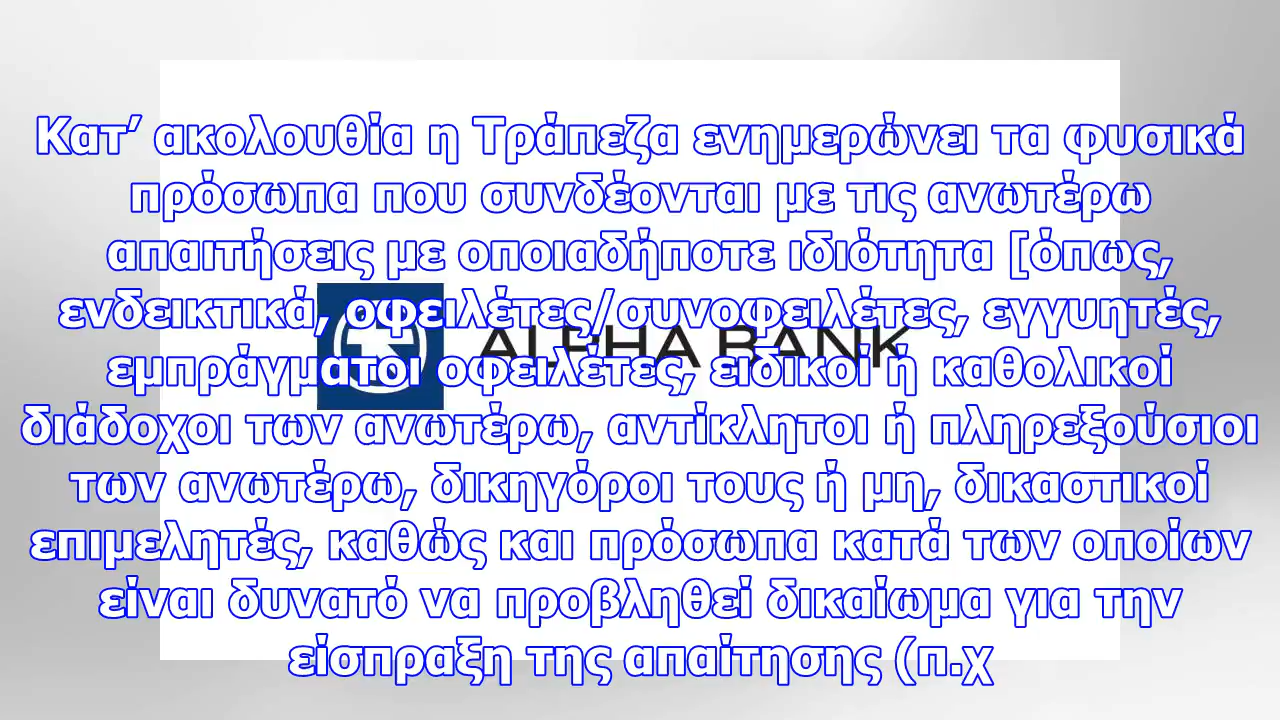 Κατ’ ακολουθία η Τράπεζα ενημερώνει τα φυσικά
πρόσωπα που συνδέονται με τις ανωτέρω
απαιτήσεις με οποιαδήποτε ιδιότητα [όπως,
ενδεικτικά, οφειλέτες/συνοφειλέτες, εγγυητές,
ALPHA BANK
εμπράγματοι οφειλέτες, ειδικοί ή καθολικοί
διάδοχοι των ανωτέρω, αντίκλητοι ή πληρεξούσιοι
των ανωτέρω, δικηγόροι τους ή μη, δικαστικοί
επιμελητές, καθώς και πρόσωπα κατά των οποίων
είναι δυνατό να προβληθεί δικαίωμα για την
είσπραξη της απαίτησης (π.χ